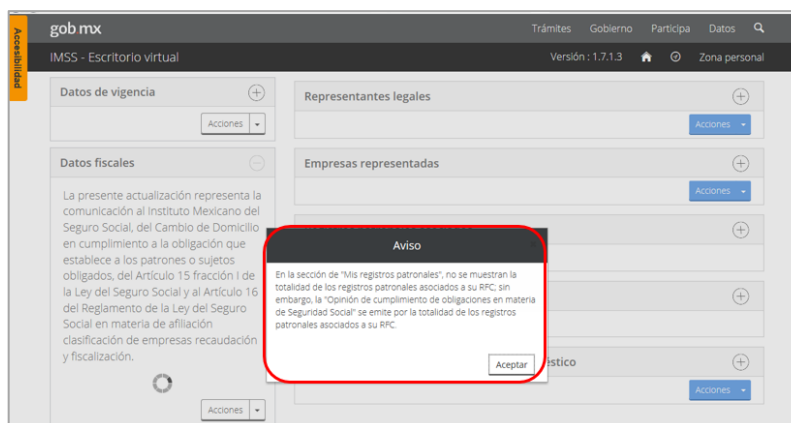 Accesibilidad
gob.mx
Trámites Gobierno Participa Datos
IMSS - Escritorio virtual
Versión : 1.7.1.3 Zona personal
Datos de vigencia
Acciones
Datos fiscales
La presente actualización representa la
comunicación al Instituto Mexicano del
Seguro Social, del Cambio de Domicilio
en cumplimiento a la obligación que
establece a los patrones o sujetos
obligados, del Artículo 15 fracción I de
la Ley del Seguro Social y al Artículo 16
del Reglamento de la Ley del Seguro
Social en materia de afiliación
clasificación de empresas recaudación
y fiscalización.
Acciones
Representantes legales
Acciones
Empresas representadas
Acciones
Aviso
En la sección de "Mis registros patronales", no se muestran la
totalidad de los registros patronales asociados a su RFC; sin
embargo, la "Opinión de cumplimiento de obligaciones en materia
de Seguridad Social" se emite por la totalidad de los registros
patronales asociados a su RFC.
Aceptar
éstico
Acciones